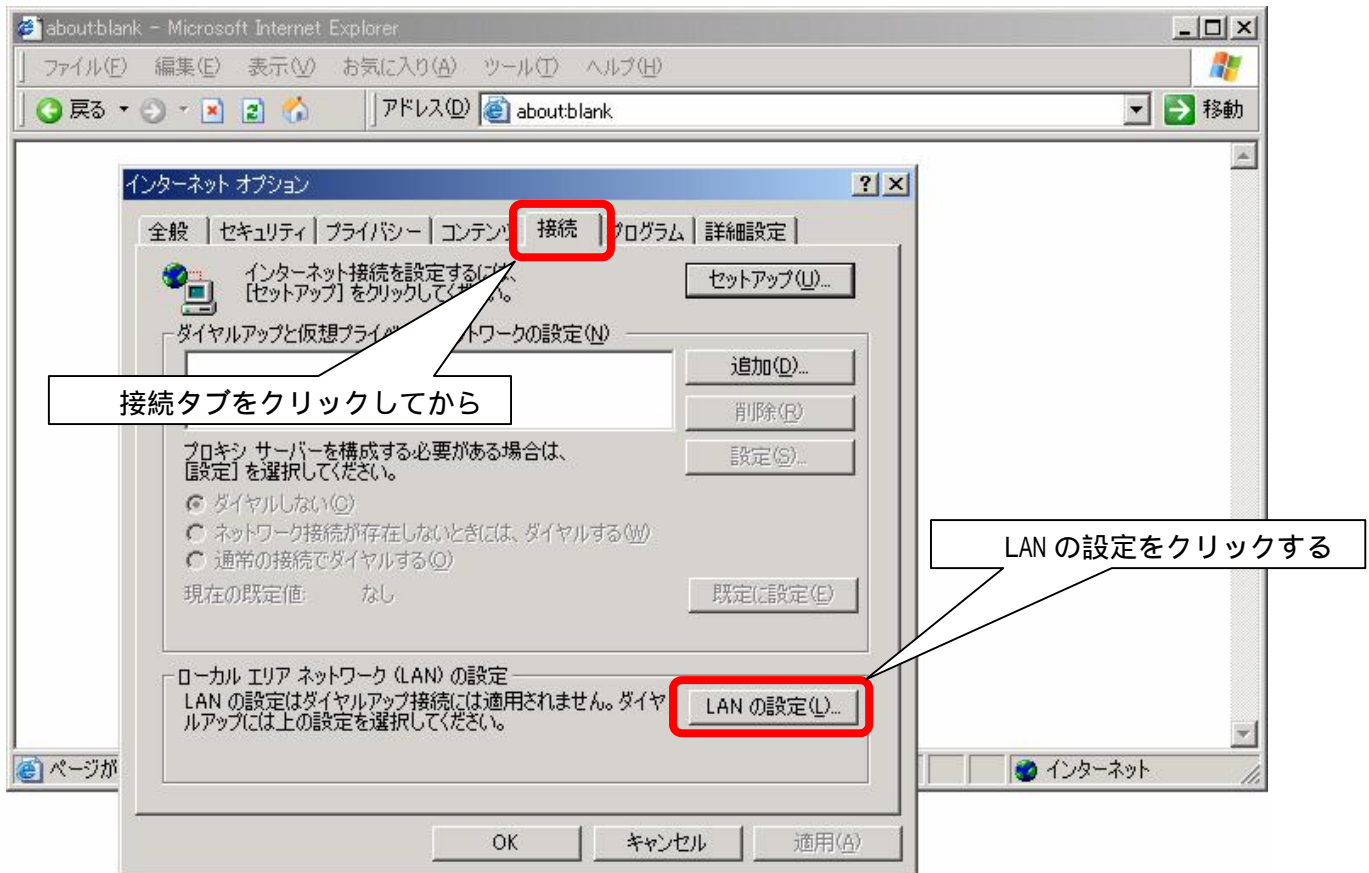 about:blank - Microsoft Internet Explorer
ファイル(F) 編集(E) 表示(V) お気に入り(A) ツール(T) ヘルプ(H)
戻る アドレス(D) about:blank 移動
インターネット オプション
全般 セキュリティ プライバシー コンテンツ 接続 プログラム 詳細設定
インターネット接続を設定するには、
[セットアップ] をクリックしてください。
セットアップ(U)...
ダイヤルアップと仮想プライベ トワークの設定(N)
追加(D)...
接続タブをクリックしてから
削除(R)
プロキシ サーバーを構成する必要がある場合は、
[設定] を選択してください。
設定(S)...
ダイヤルしない(C)
ネットワーク接続が存在しないときには、ダイヤルする(W)
通常の接続でダイヤルする(O)
LAN の設定をクリックする
現在の既定値: なし
既定に設定(E)
ローカル エリア ネットワーク (LAN) の設定
LAN の設定はダイヤルアップ接続には適用されません。ダイヤ
ルアップには上の設定を選択してください。
LAN の設定(L)...
ページが
インターネット
OK キャンセル 適用(A)